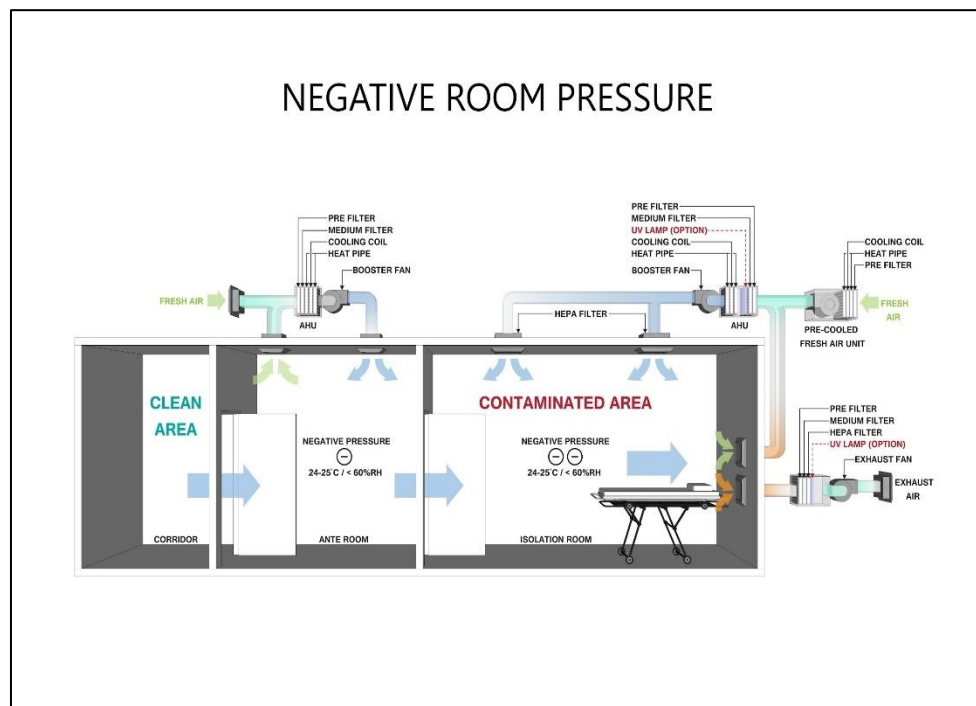 NEGATIVE ROOM PRESSURE
PRE FILTER
MEDIUM FILTER
COOLING COIL
HEAT PIPE
BOOSTER FAN
FRESH AIR
AHU
PRE FILTER
MEDIUM FILTER
UV LAMP (OPTION)
COOLING COIL
HEAT PIPE
BOOSTER FAN
HEPA FILTER
AHU
COOLING COIL
HEAT PIPE
PRE FILTER
FRESH
AIR
PRE-COOLED
FRESH AIR UNIT
CLEAN
AREA
CONTAMINATED AREA
NEGATIVE PRESSURE
24-25°C / < 60%RH
NEGATIVE PRESSURE
24-25°C / < 60%RH
PRE FILTER
MEDIUM FILTER
HEPA FILTER
UV LAMP (OPTION)
EXHAUST FAN
EXHAUST
AIR
CORRIDOR
ANTE ROOM
ISOLATION ROOM